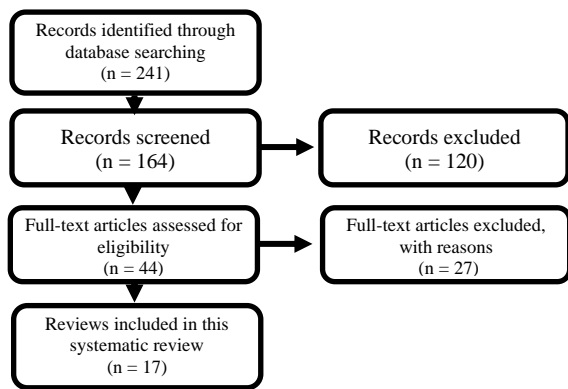 Records identified through
database searching
(n = 241)
Records screened
(n = 164)
Records excluded
(n = 120)
Full-text articles assessed for
eligibility
(n = 44)
Full-text articles excluded,
with reasons
(n = 27)
Reviews included in this
systematic review
(n = 17)